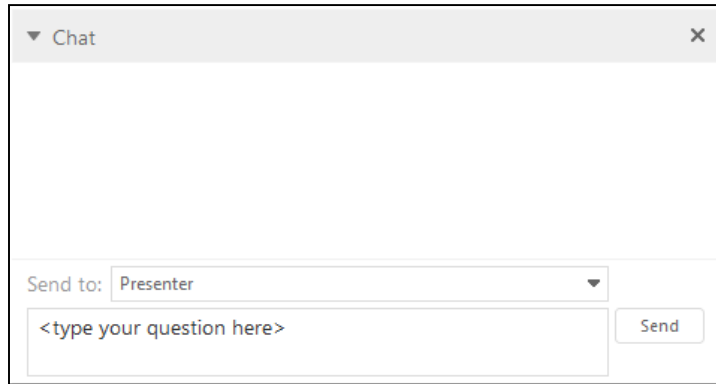 Chat
Send to: Presenter
<type your question here>
Send